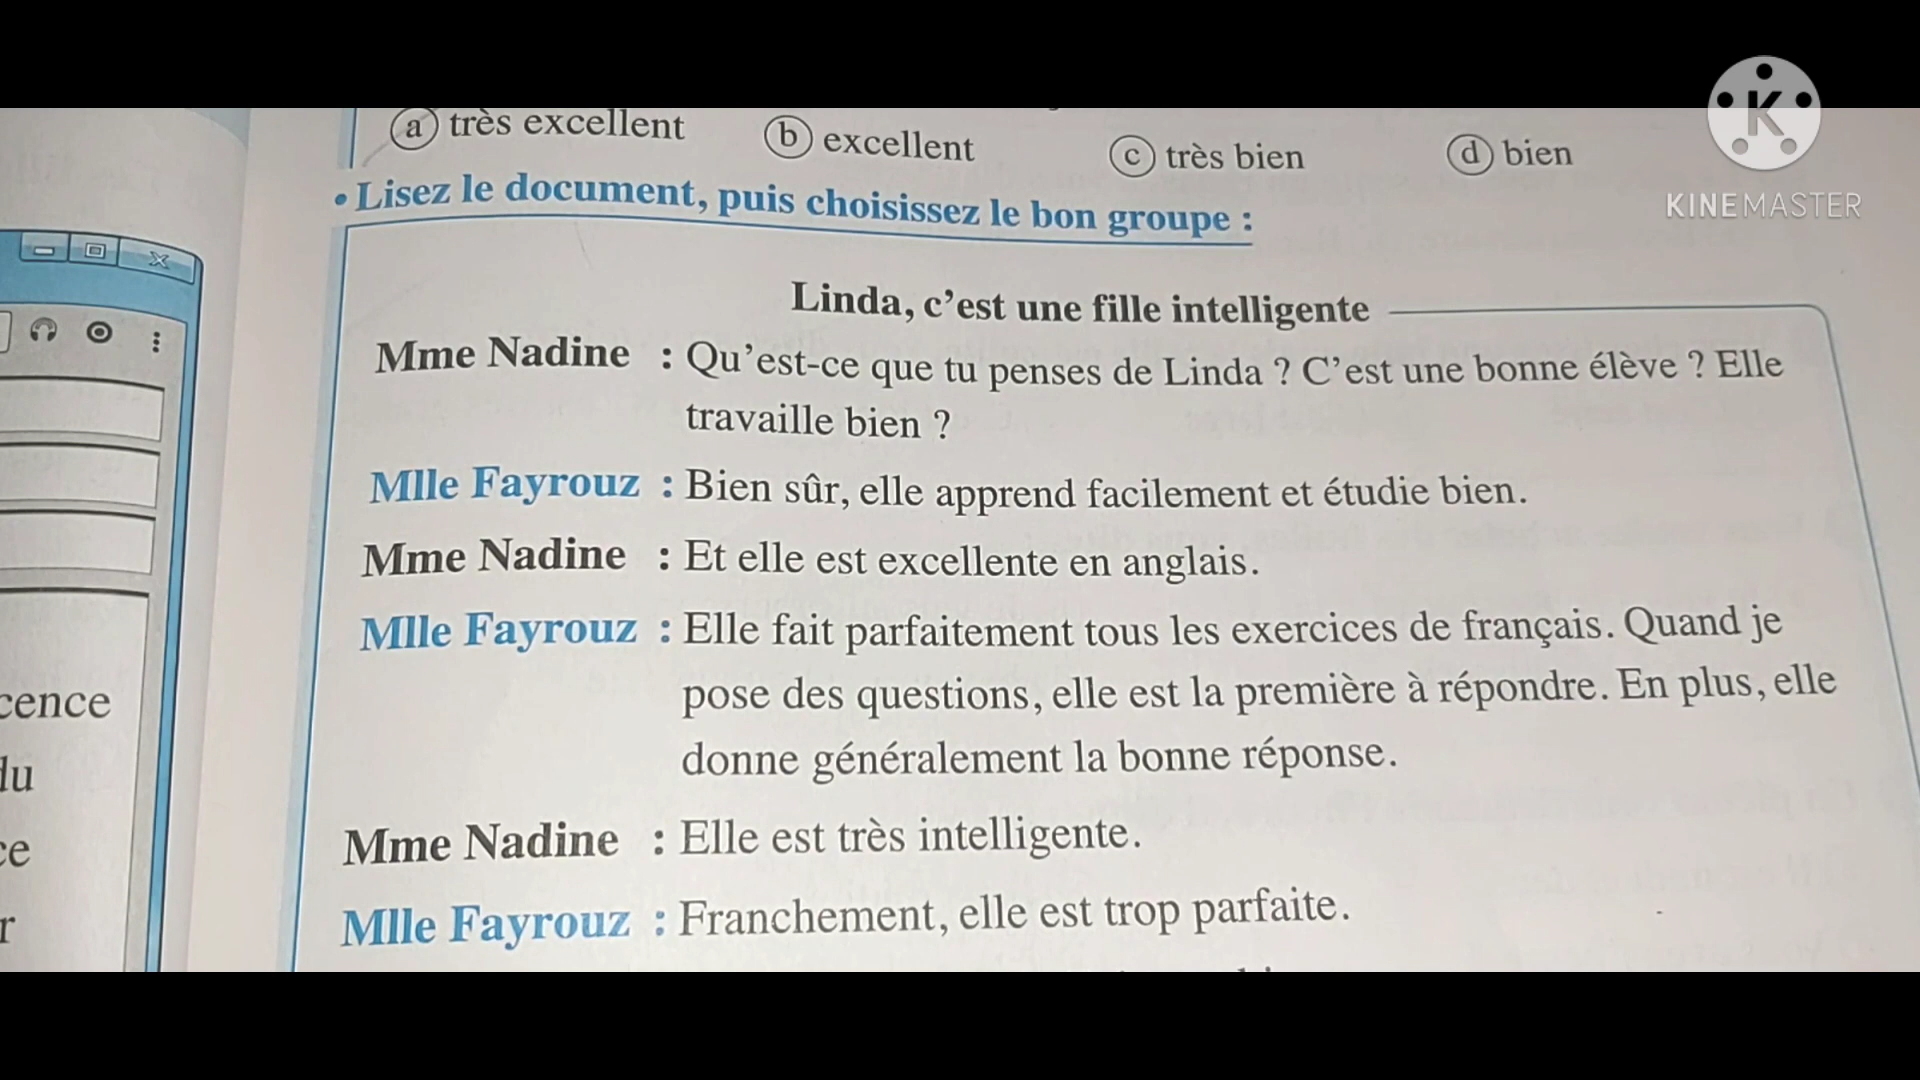 a très excellent b excellent c très bien d bien
• Lisez le document, puis choisissez le bon groupe :
Linda, c'est une fille intelligente
Mme Nadine : Qu'est-ce que tu penses de Linda ? C'est une bonne élève ? Elle
travaille bien ?
Mlle Fayrouz : Bien sûr, elle apprend facilement et étudie bien.
Mme Nadine : Et elle est excellente en anglais.
Mlle Fayrouz : Elle fait parfaitement tous les exercices de français. Quand je
pose des questions, elle est la première à répondre. En plus, elle
donne généralement la bonne réponse.
Mme Nadine : Elle est très intelligente.
Mlle Fayrouz : Franchement, elle est trop parfaite.
cence
du
ce
r
K
KINEMASTER